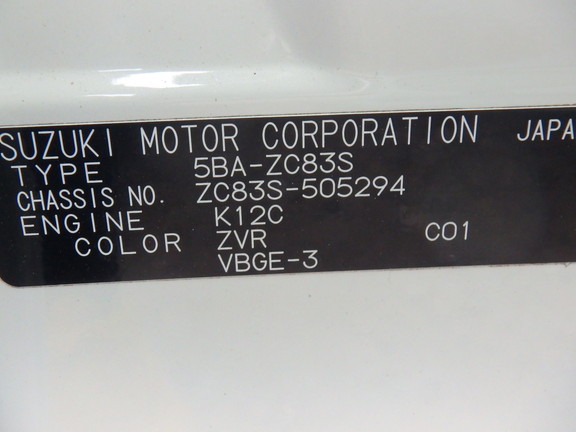 SUZUKI MOTOR CORPORATION JAPA
TYPE 5BA-ZC83S
CHASSIS NO. ZC83S-505294
ENGINE K12C
COLOR ZVR C01
VBGE-3